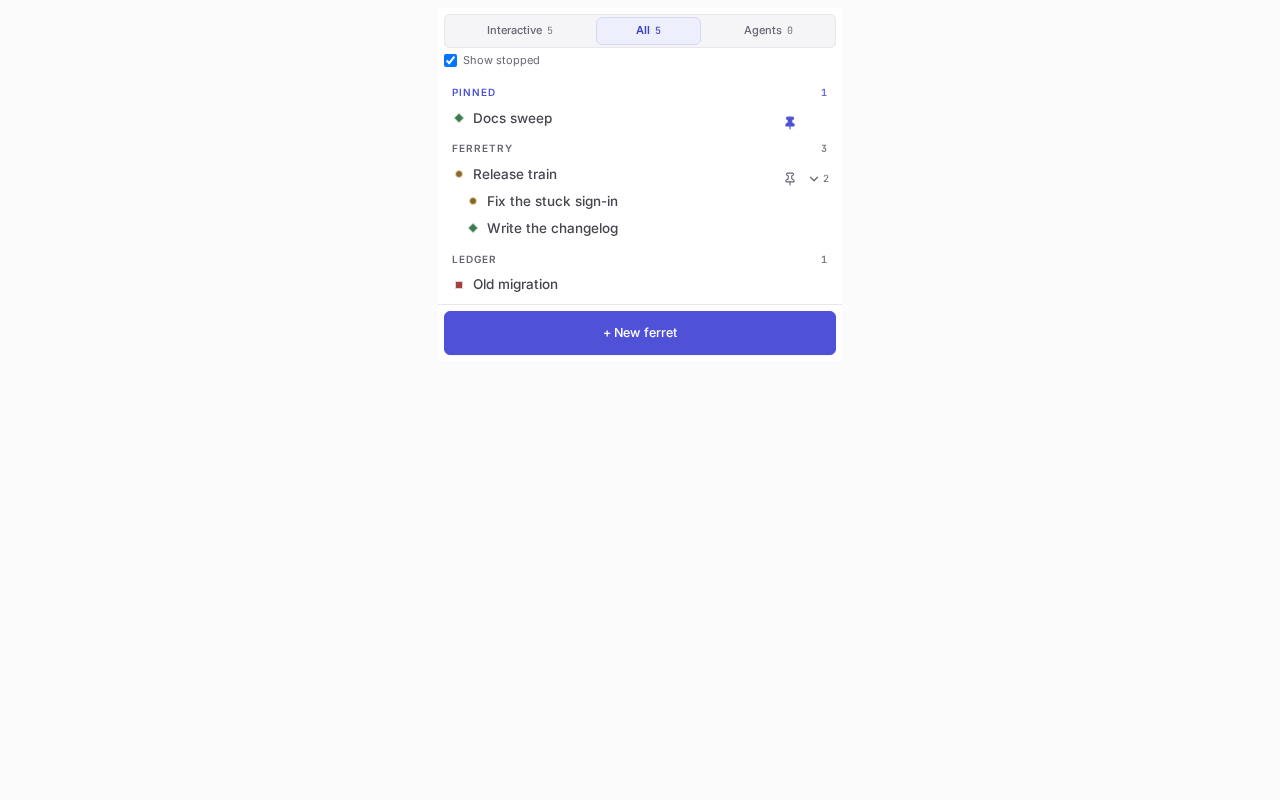 Interactive 5 All 5 Agents 0
Show stopped
PINNED 1
Docs sweep
FERRETRY 3
Release train 2
Fix the stuck sign-in
Write the changelog
LEDGER 1
Old migration
+ New ferret